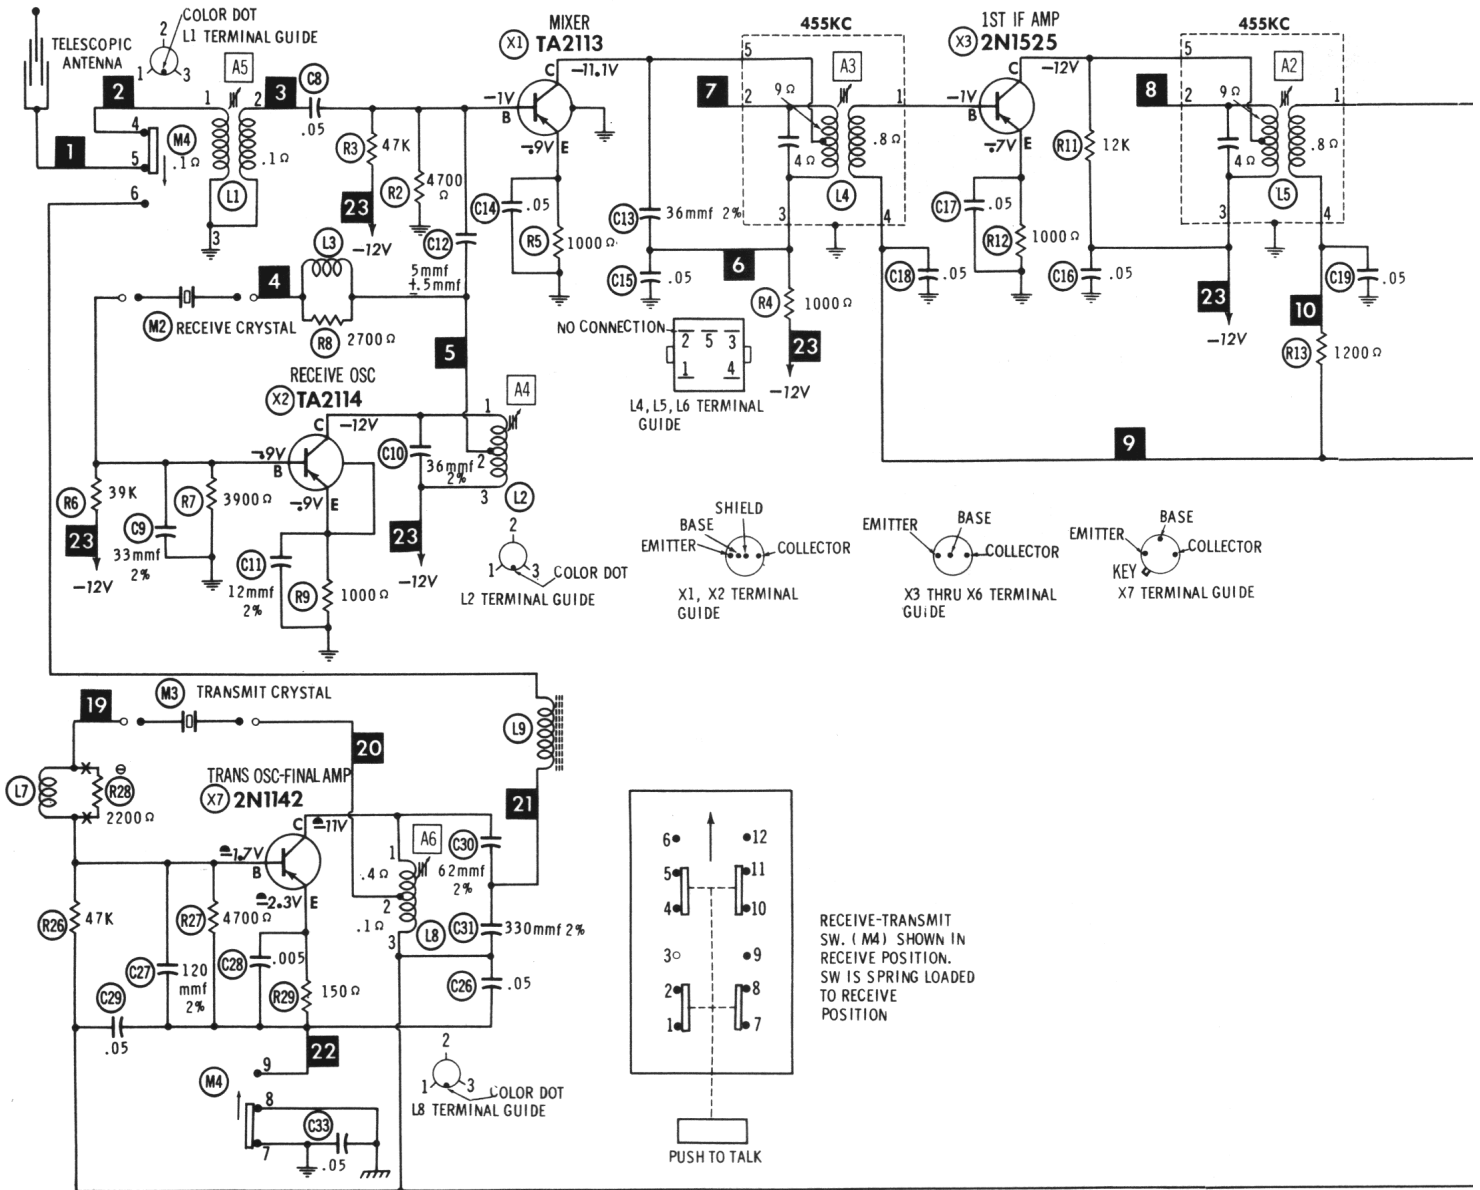 COLOR DOT
L1 TERMINAL GUIDE
2
1
3
TELESCOPIC
ANTENNA
2
1
4
5
6
M4
.1Ω
A5
1
2
3
.1Ω
L1
3
C8
.05
R3
47K
23
-12V
R2
4700
Ω
C12
5mmf
±.5mmf
MIXER
X1 TA2113
C
-11.1V
-1V
B
-.9V
E
C14
.05
R5
1000Ω
C13
36mmf 2%
C15
.05
6
455KC
5
7
2
9Ω
A3
1
4Ω
.8Ω
L4
3
4
R4
1000Ω
23
-12V
C18
.05
1ST IF AMP
X3 2N1525
C
-12V
-1V
B
-.7V
E
C17
.05
R12
1000Ω
R11
12K
C16
.05
455KC
5
8
2
9Ω
A2
1
4Ω
.8Ω
L5
3
4
23
-12V
C19
.05
10
R13
1200Ω
9
4
L3
M2 RECEIVE CRYSTAL
R8
2700Ω
5
NO CONNECTION
2 5 3
1 4
L4, L5, L6 TERMINAL
GUIDE
RECEIVE OSC
X2 TA2114
C
-12V
-.9V
B
-.9V
E
A4
1
2
3
L2
C10
36mmf
2%
23
-12V
R6
39K
23
-12V
C9
33mmf
2%
R7
3900Ω
C11
12mmf
2%
R9
1000Ω
2
1
3
COLOR DOT
L2 TERMINAL GUIDE
SHIELD
BASE
EMITTER
COLLECTOR
X1, X2 TERMINAL
GUIDE
EMITTER
BASE
COLLECTOR
X3 THRU X6 TERMINAL
GUIDE
BASE
EMITTER
COLLECTOR
KEY
X7 TERMINAL GUIDE
19
M3 TRANSMIT CRYSTAL
20
L9
21
L7
R28
2200Ω
TRANS OSC-FINAL AMP
X7 2N1142
C
-11V
-1.7V
B
-2.3V
E
A6
1
.4Ω
2
.1Ω
3
L8
C30
62mmf
2%
C31
330mmf 2%
C26
.05
R26
47K
C27
120
mmf
2%
R27
4700Ω
C28
.005
R29
150Ω
C29
.05
22
M4
9
8
7
C33
.05
2
1
3
COLOR DOT
L8 TERMINAL GUIDE
6
12
5
11
4
10
3
9
2
8
1
7
PUSH TO TALK
RECEIVE-TRANSMIT
SW. (M4) SHOWN IN
RECEIVE POSITION.
SW IS SPRING LOADED
TO RECEIVE
POSITION